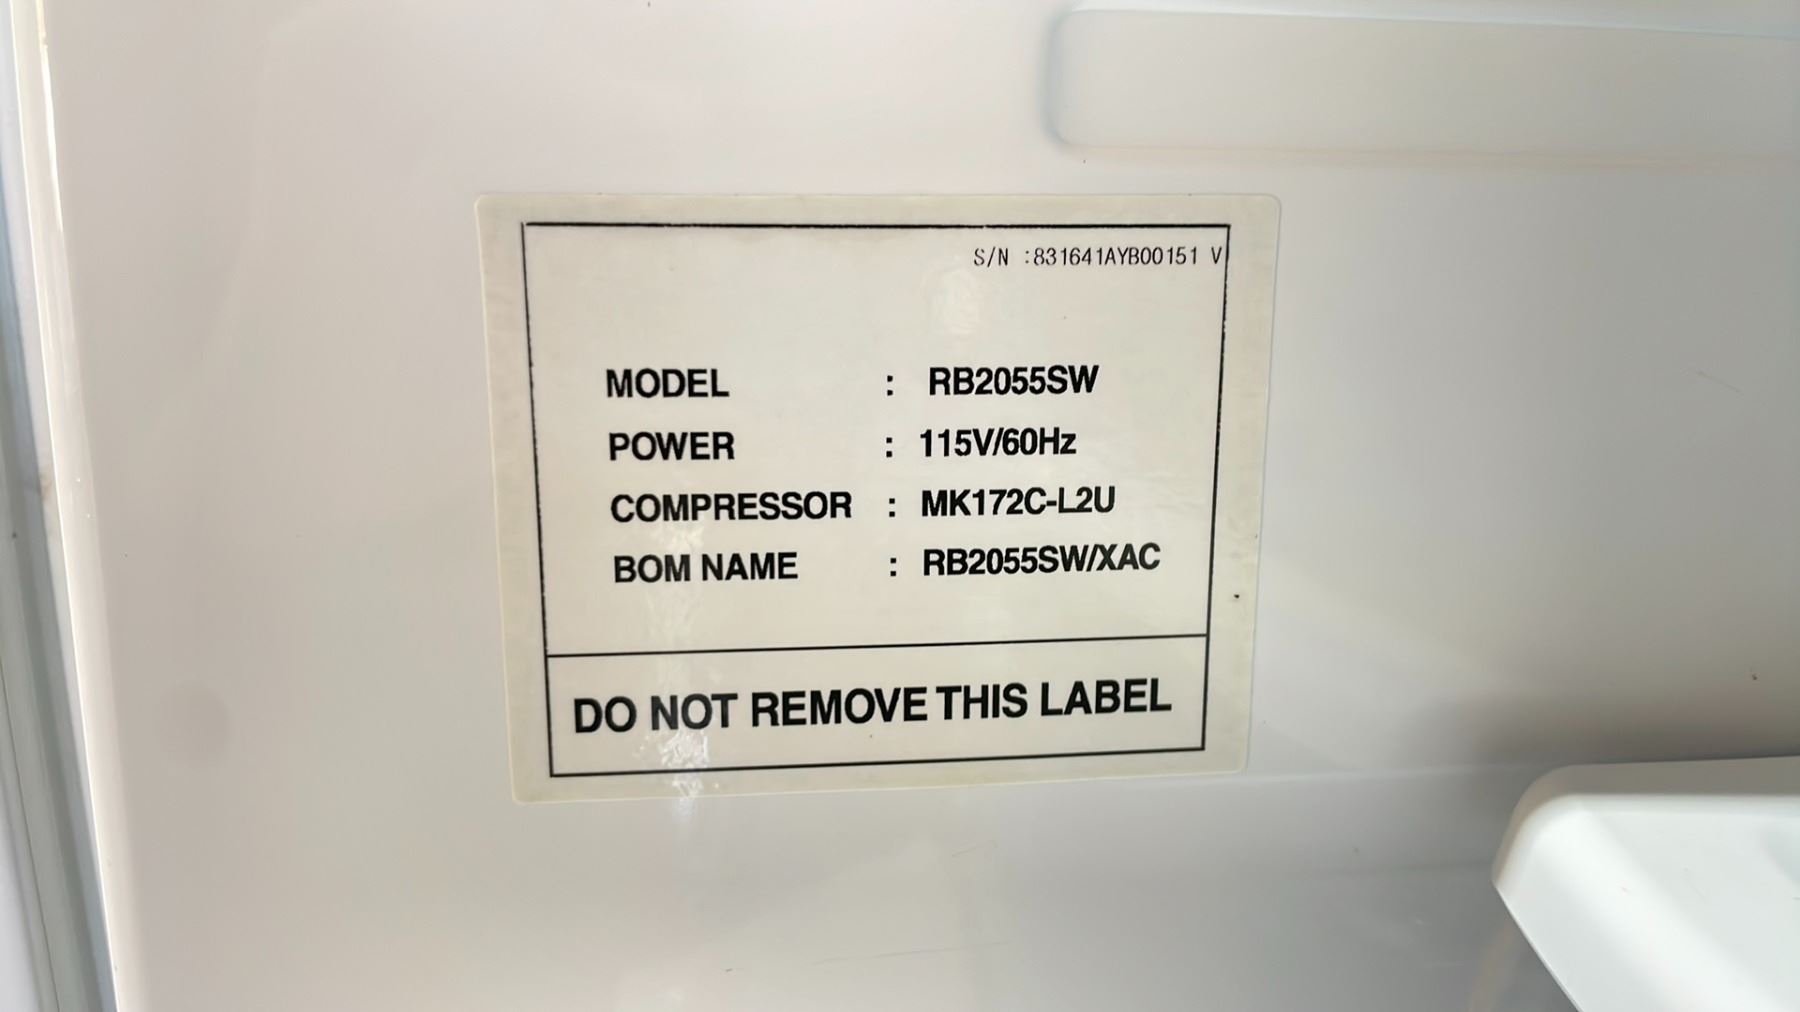 S/N :831641AYB00151 V
MODEL : RB2055SW
POWER : 115V/60Hz
COMPRESSOR : MK172C-L2U
BOM NAME : RB2055SW/XAC
DO NOT REMOVE THIS LABEL